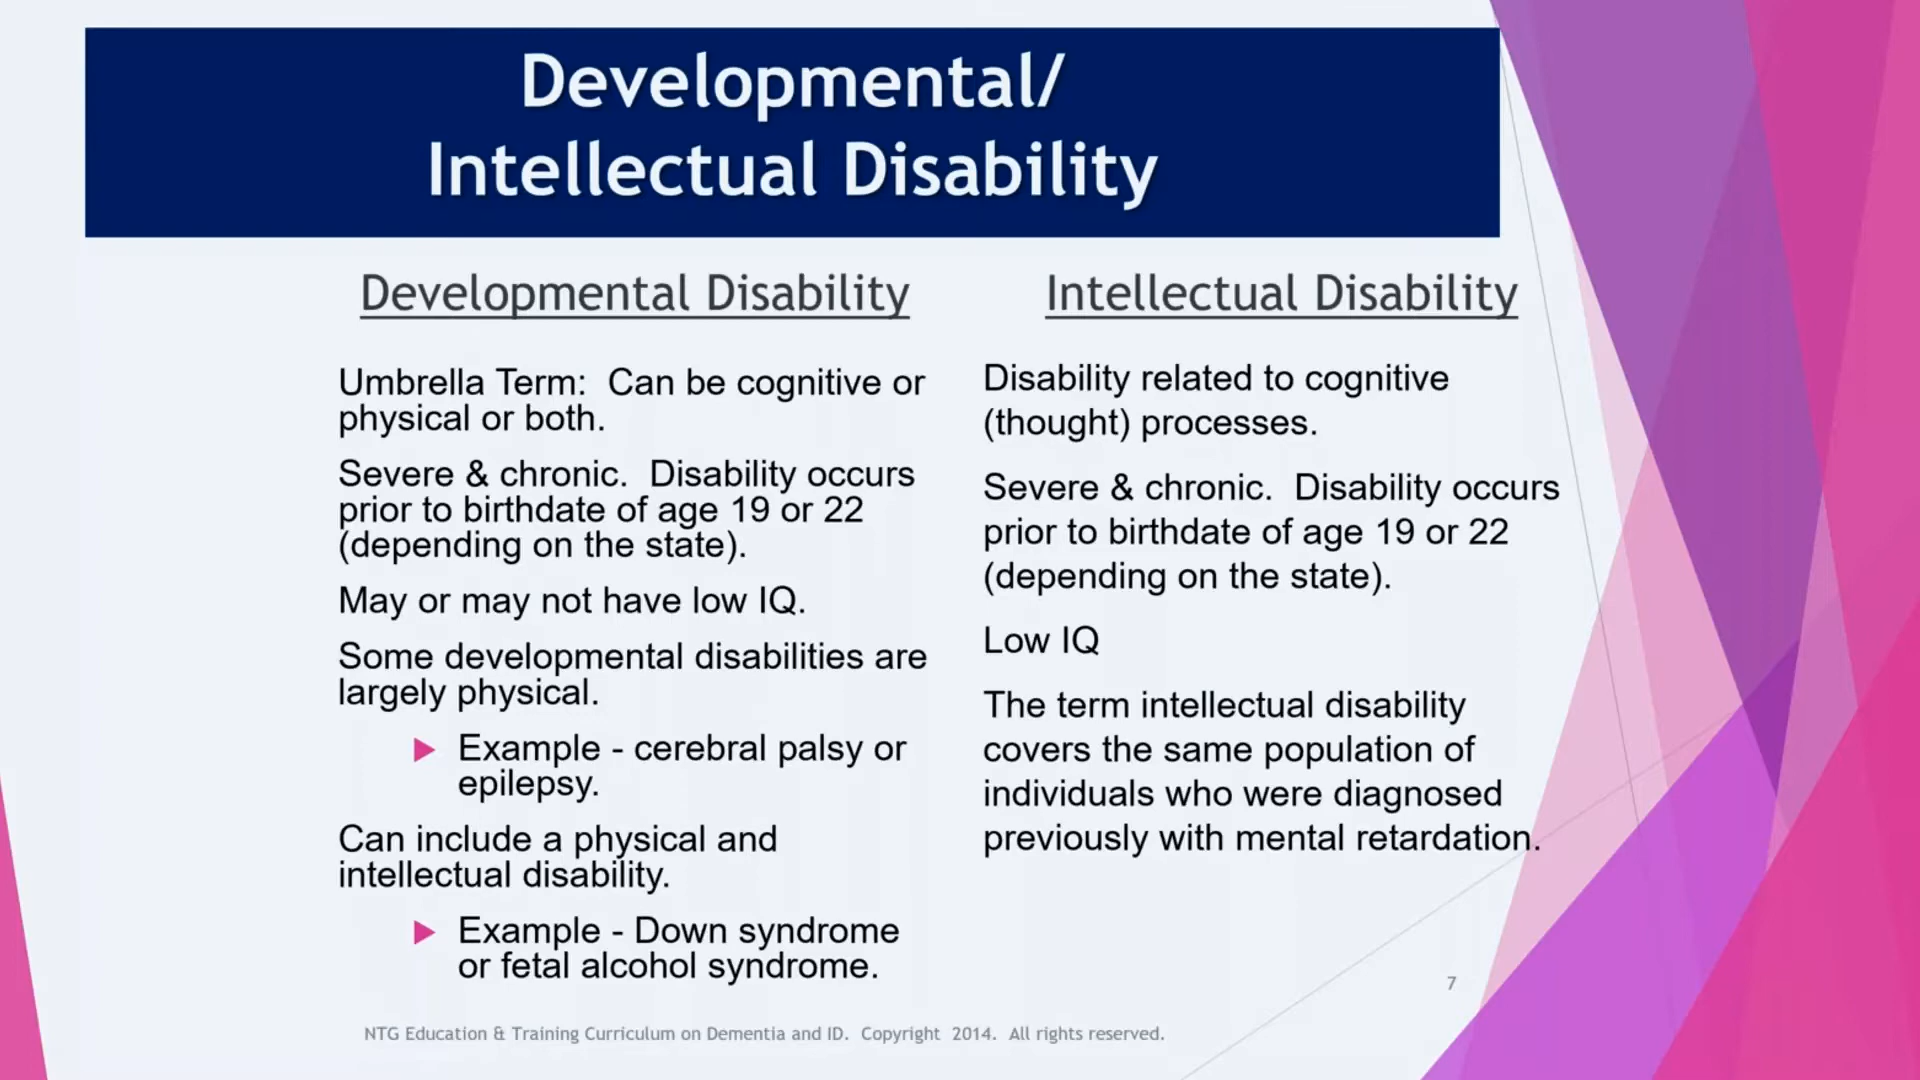 Developmental/
Intellectual Disability
Developmental Disability
Umbrella Term:  Can be cognitive or
physical or both.
Severe & chronic.  Disability occurs
prior to birthdate of age 19 or 22
(depending on the state).
May or may not have low IQ.
Some developmental disabilities are
largely physical.
Example - cerebral palsy or
epilepsy.
Can include a physical and
intellectual disability.
Example - Down syndrome
or fetal alcohol syndrome.
Intellectual Disability
Disability related to cognitive
(thought) processes.
Severe & chronic.  Disability occurs
prior to birthdate of age 19 or 22
(depending on the state).
Low IQ
The term intellectual disability
covers the same population of
individuals who were diagnosed
previously with mental retardation.
7
NTG Education & Training Curriculum on Dementia and ID.  Copyright  2014.  All rights reserved.